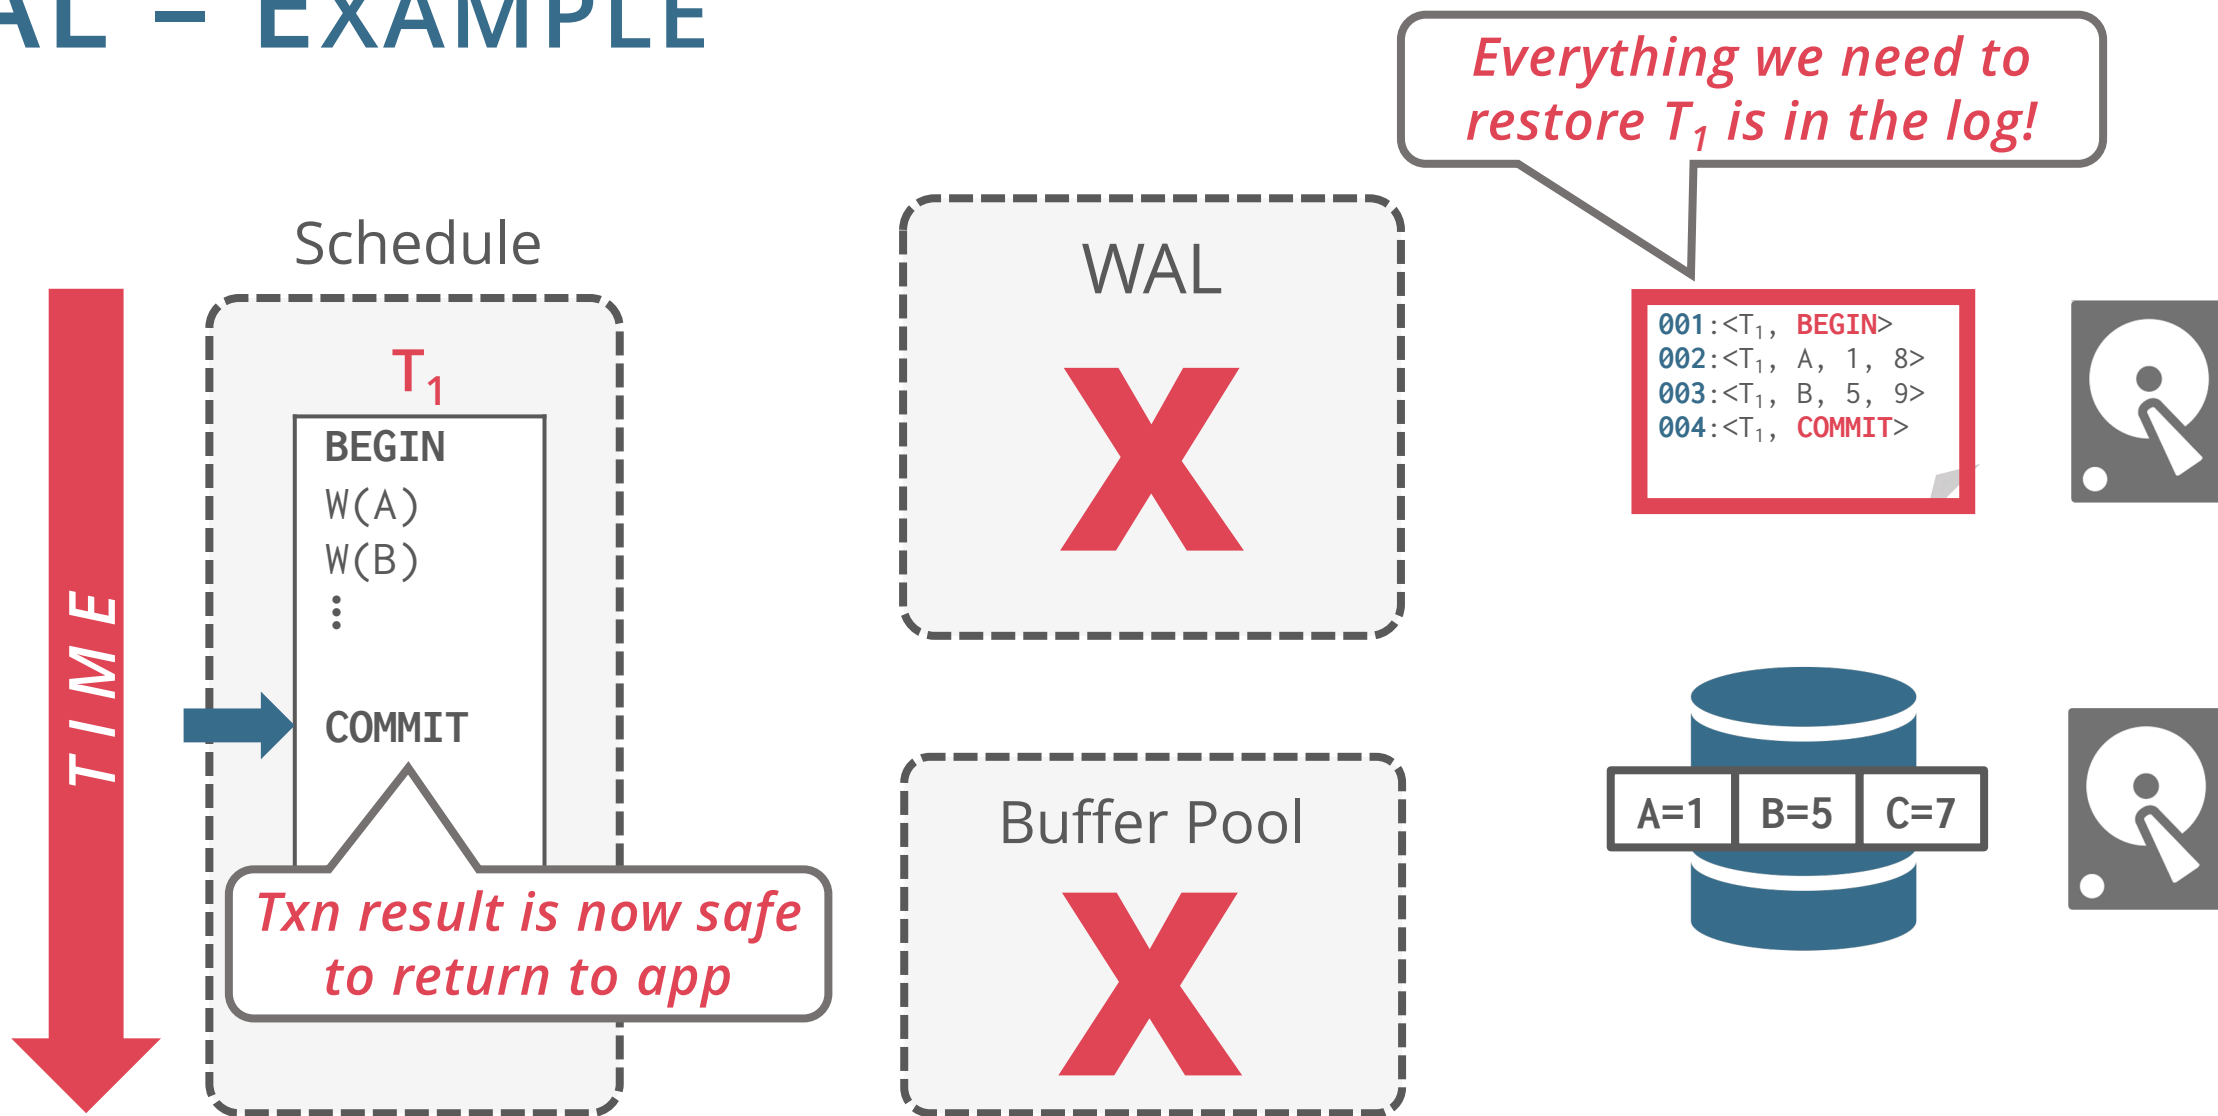 AL – EXAMPLE
Everything we need to
restore T₁ is in the log!
Schedule
T₁
BEGIN
W(A)
W(B)
⋮
COMMIT
Txn result is now safe
to return to app
TIME
WAL
X
Buffer Pool
X
001:<T₁, BEGIN>
002:<T₁, A, 1, 8>
003:<T₁, B, 5, 9>
004:<T₁, COMMIT>
A=1 B=5 C=7